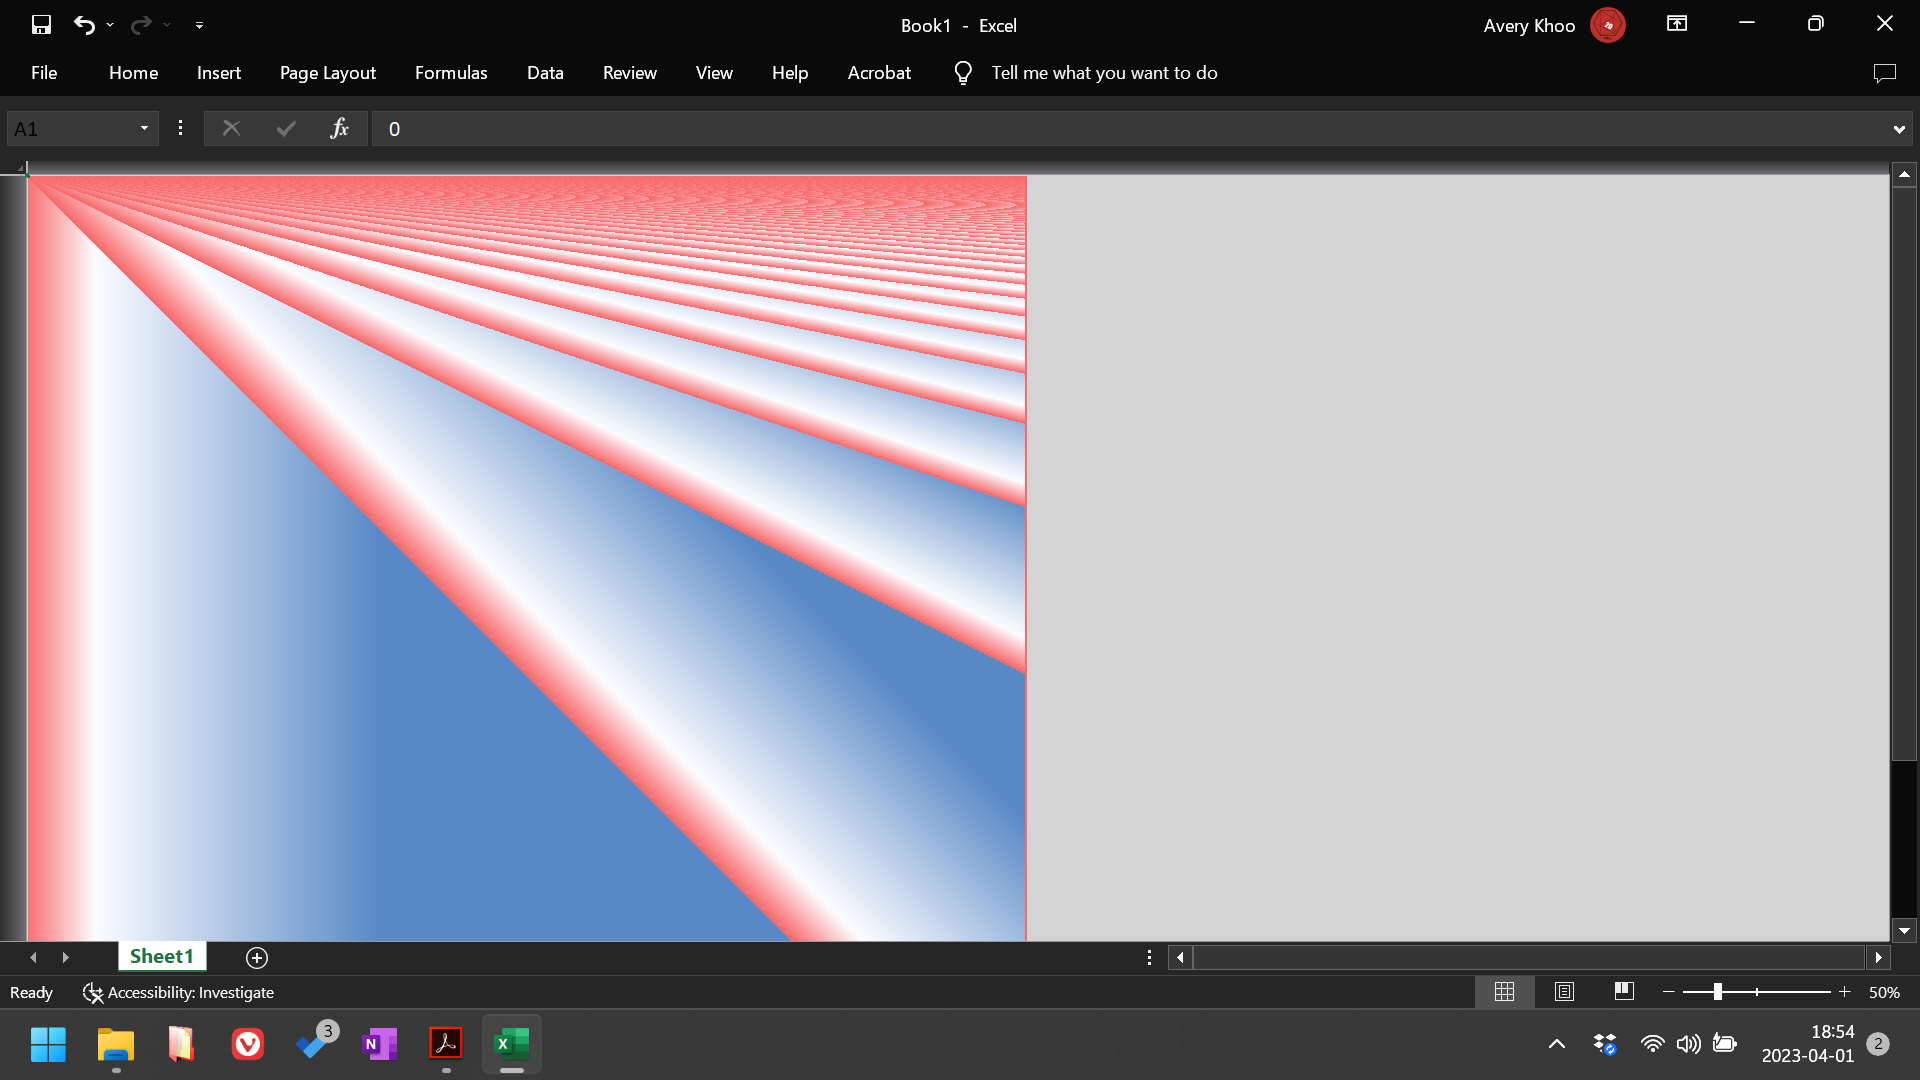 Book1 - Excel
Avery Khoo
File Home Insert Page Layout Formulas Data Review View Help Acrobat Tell me what you want to do
A1 fx 0
Sheet1
Ready Accessibility: Investigate 50%
3
N
X
18:54
2023-04-01
2